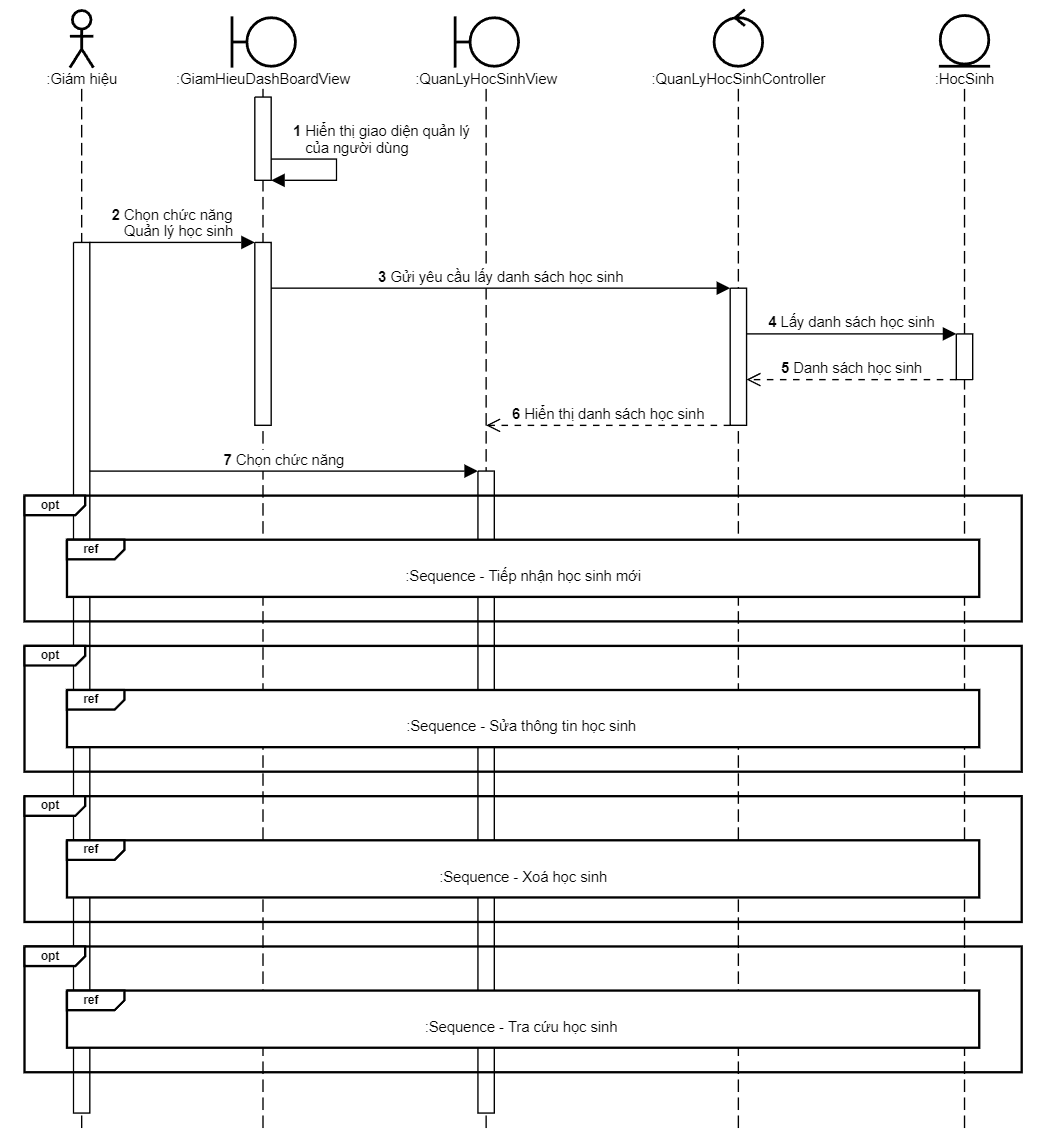 :Giám hiệu
:GiamHieuDashBoardView
:QuanLyHocSinhView
:QuanLyHocSinhController
:HocSinh
1 Hiển thị giao diện quản lý
của người dùng
2 Chọn chức năng
Quản lý học sinh
3 Gửi yêu cầu lấy danh sách học sinh
4 Lấy danh sách học sinh
5 Danh sách học sinh
6 Hiển thị danh sách học sinh
7 Chọn chức năng
opt
ref
:Sequence - Tiếp nhận học sinh mới
opt
ref
:Sequence - Sửa thông tin học sinh
opt
ref
:Sequence - Xoá học sinh
opt
ref
:Sequence - Tra cứu học sinh